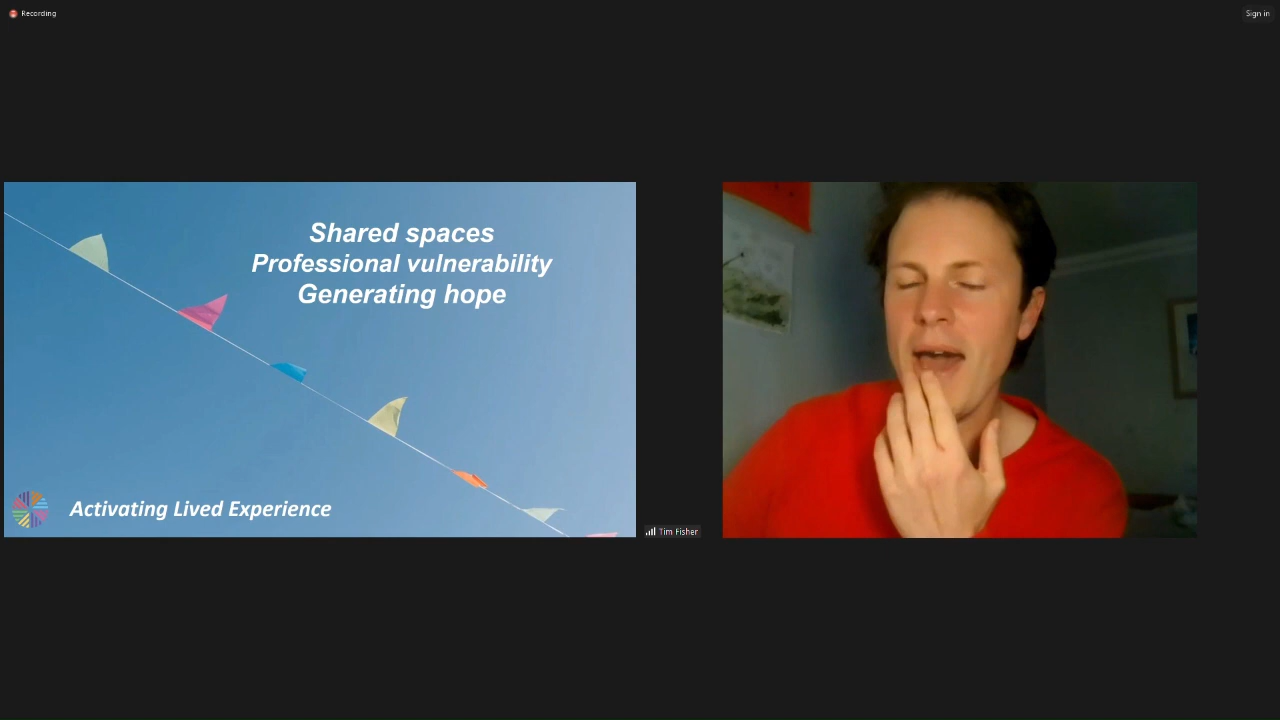 Recording
Sign in
Shared spaces
Professional vulnerability
Generating hope
Activating Lived Experience
Tim Fisher